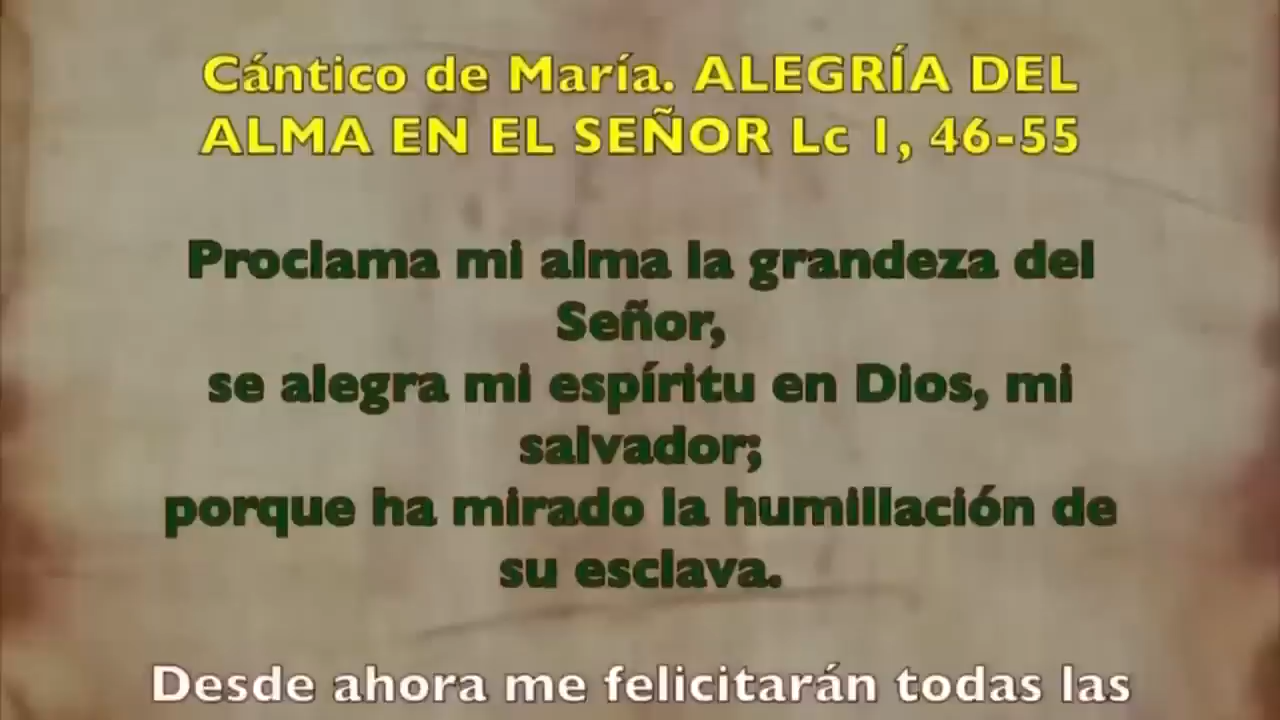 Cántico de María. ALEGRÍA DEL
ALMA EN EL SEÑOR Lc 1, 46-55
Proclama mi alma la grandeza del
Señor,
se alegra mi espíritu en Dios, mi
salvador;
porque ha mirado la humillación de
su esclava.
Desde ahora me felicitarán todas las